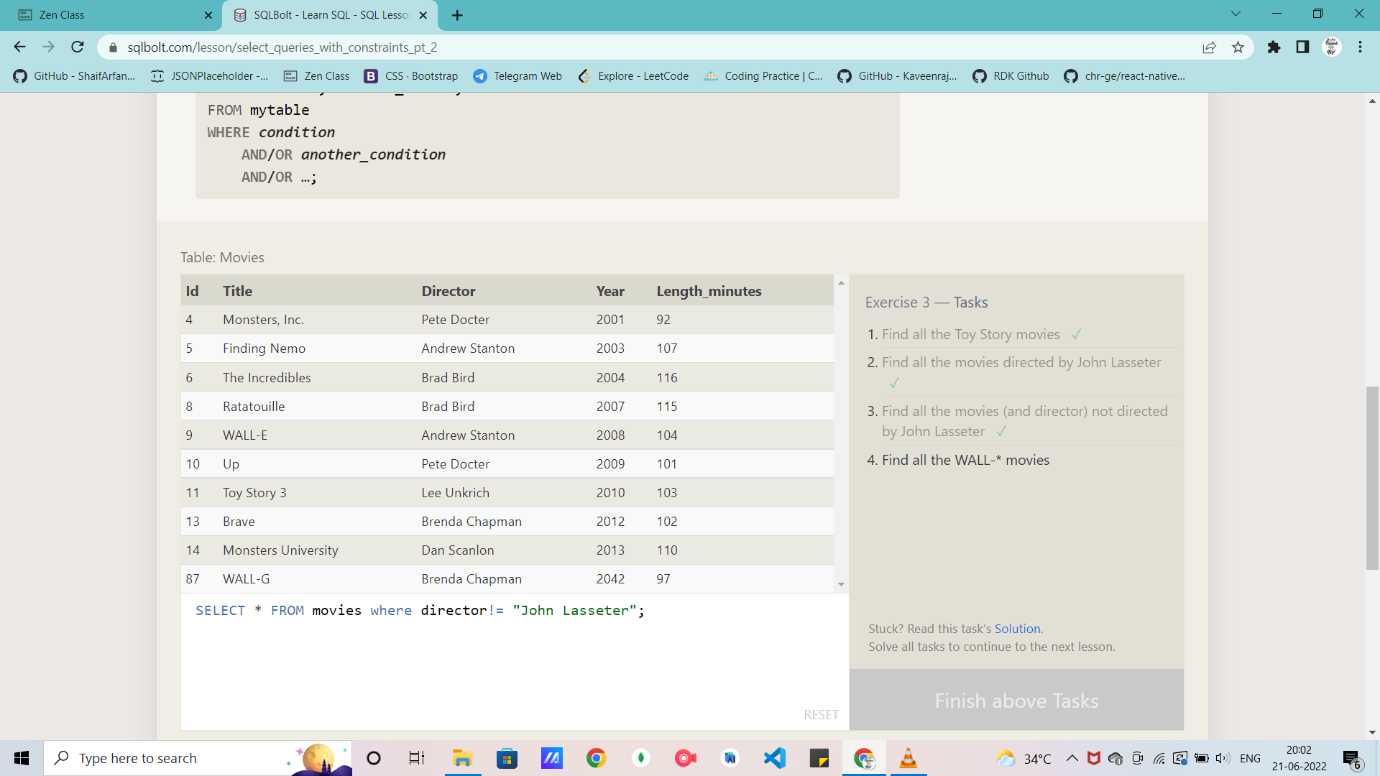 Zen Class
SQLBolt - Learn SQL - SQL Lesson
sqlbolt.com/lesson/select_queries_with_constraints_pt_2
GitHub - ShaifArfan...
JSONPlaceholder -...
Zen Class
CSS · Bootstrap
Telegram Web
Explore - LeetCode
Coding Practice | C...
GitHub - Kaveenraj...
RDK Github
chr-ge/react-native...
FROM mytable
WHERE condition
AND/OR another_condition
AND/OR …;
Table: Movies
Id Title Director Year Length_minutes
4 Monsters, Inc. Pete Docter 2001 92
5 Finding Nemo Andrew Stanton 2003 107
6 The Incredibles Brad Bird 2004 116
8 Ratatouille Brad Bird 2007 115
9 WALL-E Andrew Stanton 2008 104
10 Up Pete Docter 2009 101
11 Toy Story 3 Lee Unkrich 2010 103
13 Brave Brenda Chapman 2012 102
14 Monsters University Dan Scanlon 2013 110
87 WALL-G Brenda Chapman 2042 97
SELECT * FROM movies where director!= "John Lasseter";
RESET
Exercise 3 — Tasks
1. Find all the Toy Story movies ✓
2. Find all the movies directed by John Lasseter
✓
3. Find all the movies (and director) not directed
by John Lasseter ✓
4. Find all the WALL-* movies
Stuck? Read this task's Solution.
Solve all tasks to continue to the next lesson.
Finish above Tasks
Type here to search
34°C
ENG
20:02
21-06-2022
6